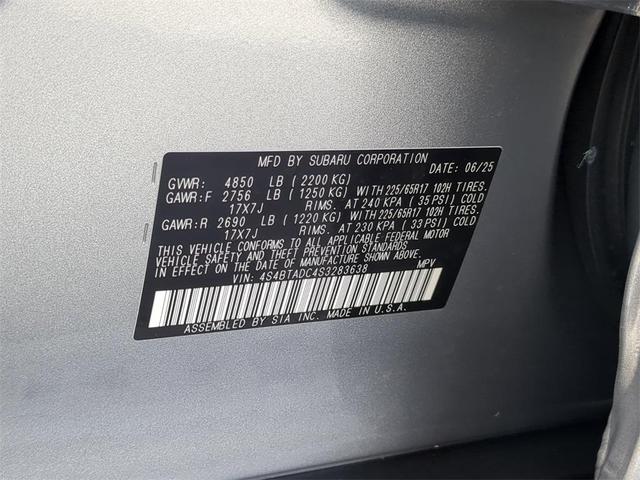 MFD BY SUBARU CORPORATION
DATE: 06/25
GVWR: 4850 LB (2200 KG)
GAWR:F 2756 LB (1250 KG) WITH 225/65R17 102H TIRES.
17X7J RIMS. AT 240 KPA (35 PSI) COLD
GAWR:R 2690 LB (1220 KG) WITH 225/65R17 102H TIRES.
17X7J RIMS. AT 230 KPA (33 PSI) COLD
THIS VEHICLE CONFORMS TO ALL APPLICABLE FEDERAL MOTOR
VEHICLE SAFETY AND THEFT PREVENTION STANDARDS
IN EFFECT ON THE DATE OF MANUFACTURE SHOWN ABOVE.
VIN: 4S4BTADC4S3283638 MPV
ASSEMBLED BY SIA INC. MADE IN U.S.A.